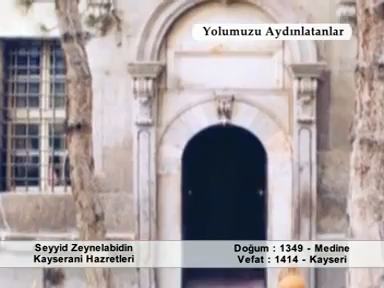 Yolumuzu Aydınlatanlar
Seyyid Zeynelabidin
Kayserani Hazretleri
Doğum : 1349 - Medine
Vefat : 1414 - Kayseri